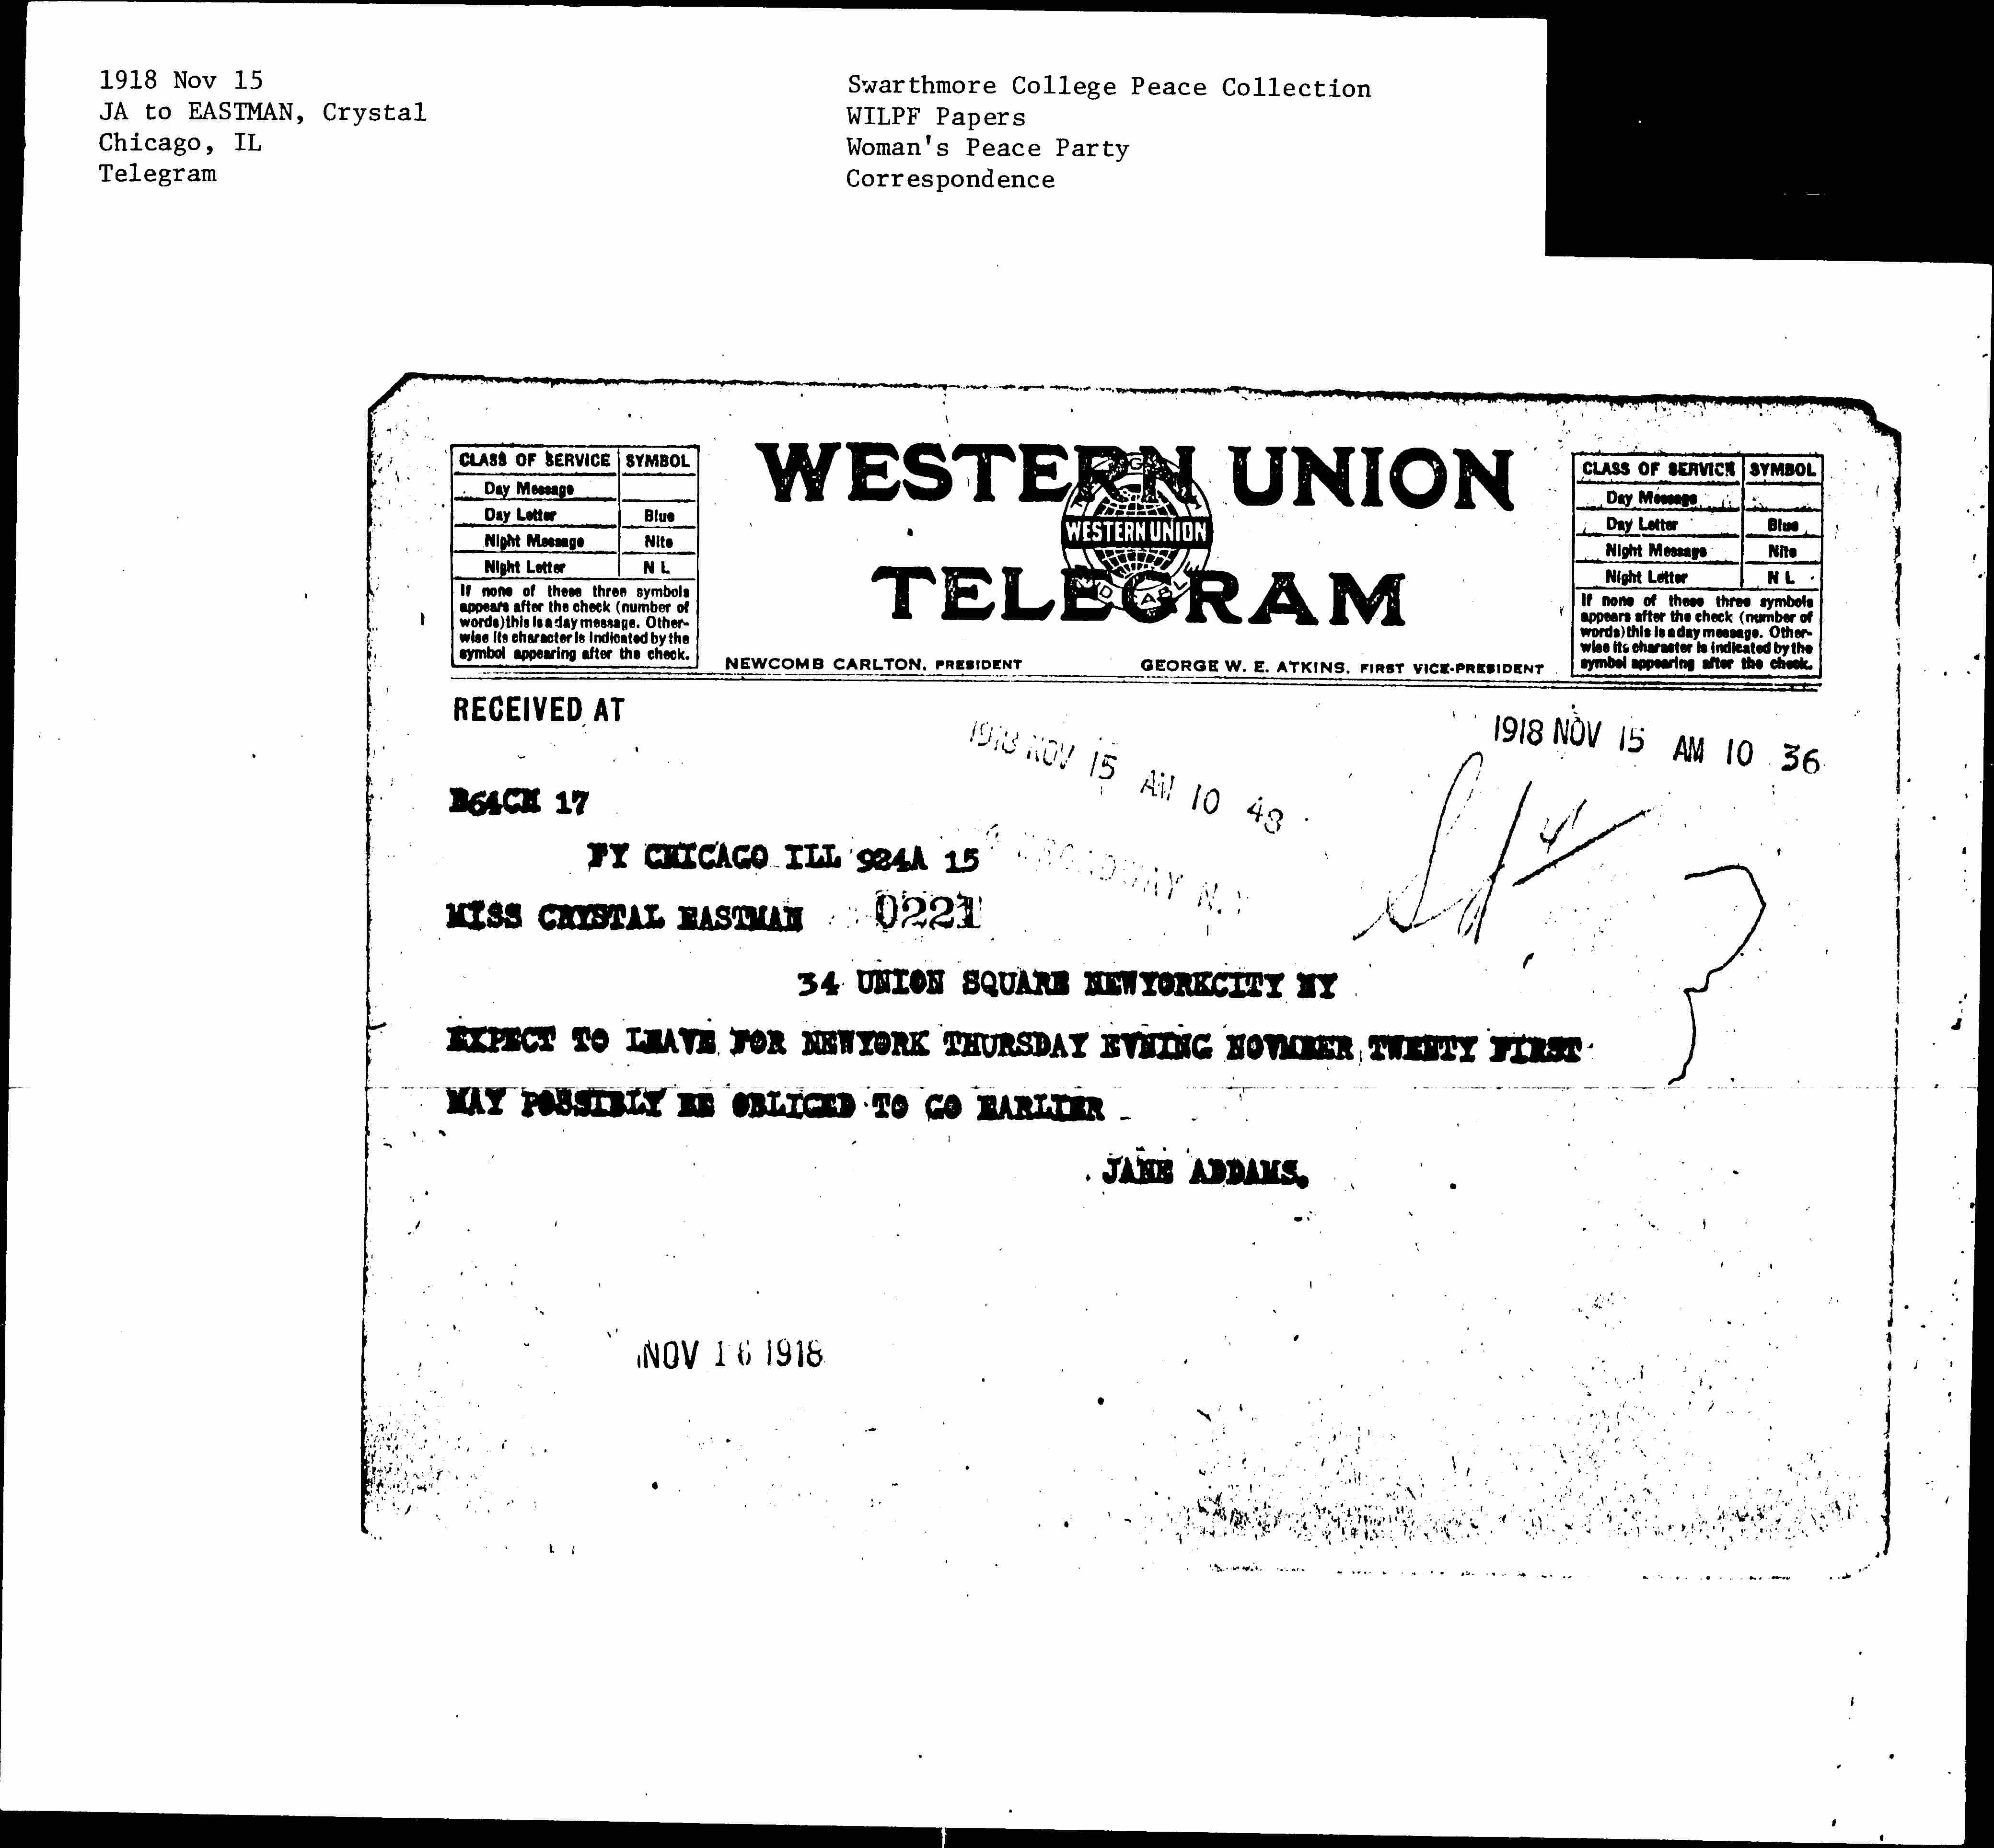 1918 Nov 15
JA to EASTMAN, Crystal
Chicago, IL
Telegram
Swarthmore College Peace Collection
WILPF Papers
Woman's Peace Party
Correspondence
CLASS OF SERVICE SYMBOL
Day Message
Day Letter Blue
Night Message Nite
Night Letter N L
If none of these three symbols
appears after the check (number of
words) this is a day message. Other-
wise its character is indicated by the
symbol appearing after the check.
WESTERN UNION
WESTERN UNION
TELEGRAM
NEWCOMB CARLTON, PRESIDENT
GEORGE W. E. ATKINS, FIRST VICE-PRESIDENT
CLASS OF SERVICE SYMBOL
Day Message
Day Letter Blue
Night Message Nite
Night Letter N L
If none of these three symbols
appears after the check (number of
words) this is a day message. Other-
wise its character is indicated by the
symbol appearing after the check.
RECEIVED AT
1918 NOV 15 AM 10 48
1918 NOV 15 AM 10 36
B64CH 17
FY CHICAGO ILL 924A 15
BROADWAY N.Y
MISS CRYSTAL EASTMAN 0221
34 UNION SQUARE NEWYORKCITY NY
EXPECT TO LEAVE FOR NEWYORK THURSDAY EVNING NOVMBER TWENTY FIRST
MAY POSSIBLY BE OBLIGED TO GO EARLIER
JANE ADDAMS.
NOV 16 1918